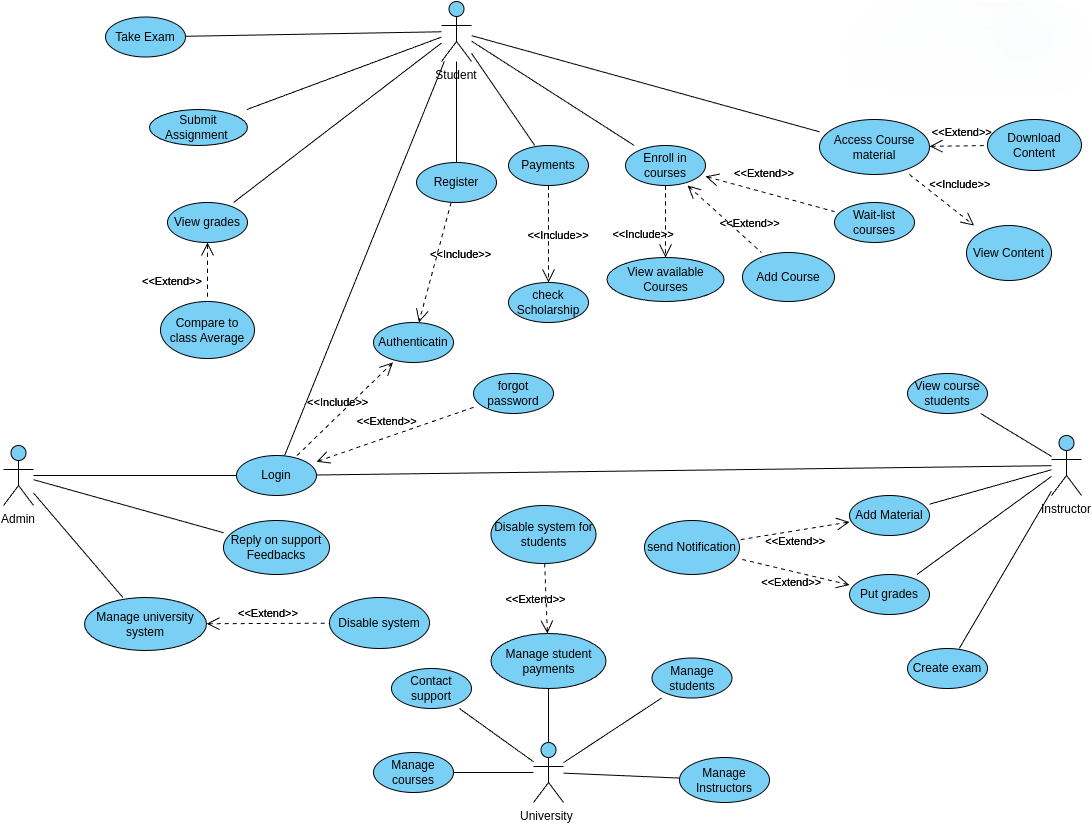 Take Exam
Student
Submit
Assignment
Access Course
material
<<Extend>>
Download
Content
Payments
Enroll in
courses
<<Extend>>
Register
<<Include>>
View grades
Wait-list
courses
<<Include>>
<<Include>>
<<Extend>>
<<Include>>
View Content
<<Extend>>
View available
Courses
Add Course
check
Scholarship
Compare to
class Average
Authenticatin
forgot
password
View course
students
<<Include>>
<<Extend>>
Login
Admin
Instructor
Add Material
Disable system for
students
Reply on support
Feedbacks
send Notification
<<Extend>>
<<Extend>>
Put grades
<<Extend>>
Manage university
system
<<Extend>>
Disable system
Manage student
payments
Create exam
Contact
support
Manage
students
Manage
courses
Manage
Instructors
University